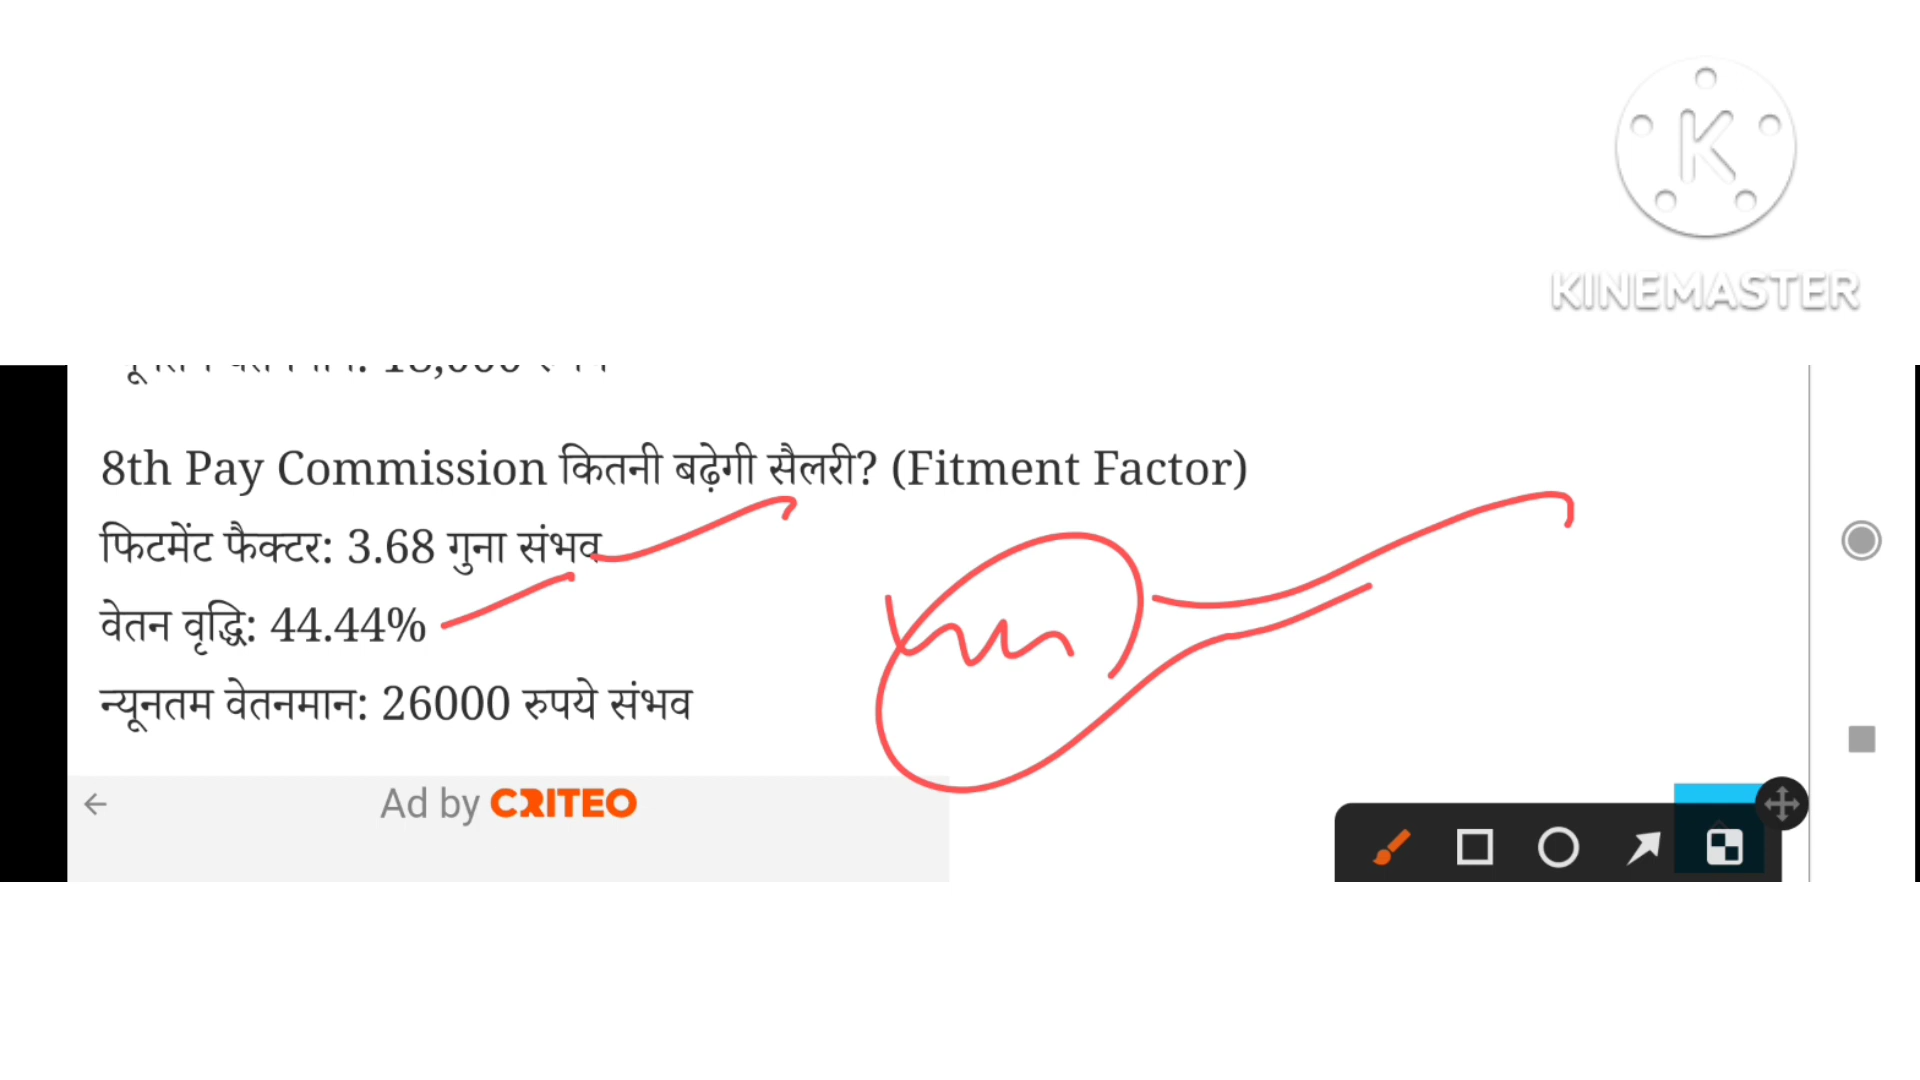 KINEMASTER
8th Pay Commission कितनी बढ़ेगी सैलरी? (Fitment Factor)
फिटमेंट फैक्टर: 3.68 गुना संभव
वेतन वृद्धि: 44.44%
न्यूनतम वेतनमान: 26000 रुपये संभव
Ad by CRITEO